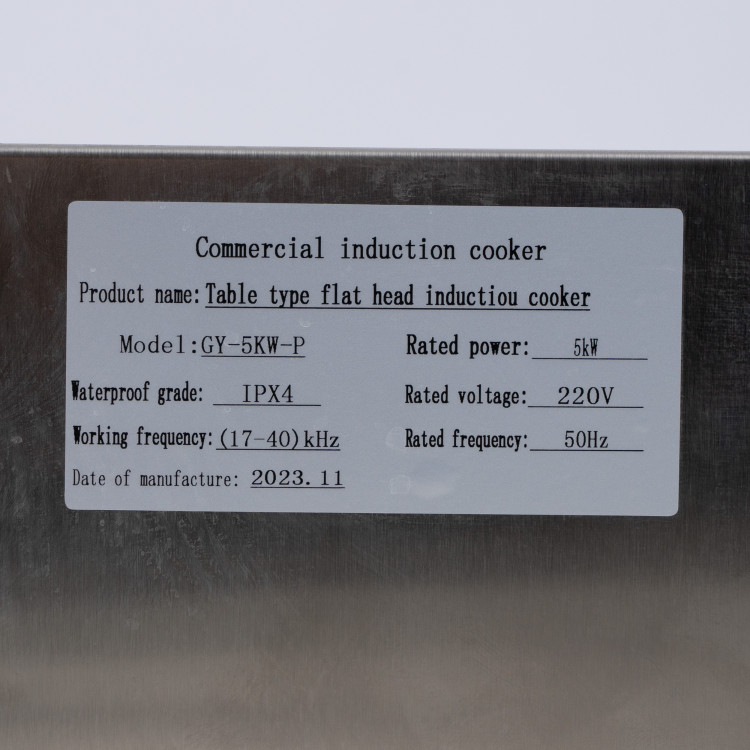 Commercial induction cooker
Product name: Table type flat head inductiou cooker
Model: GY-5KW-P Rated power: 5kW
Waterproof grade: IPX4 Rated voltage: 220V
Working frequency: (17-40)kHz Rated frequency: 50Hz
Date of manufacture: 2023.11